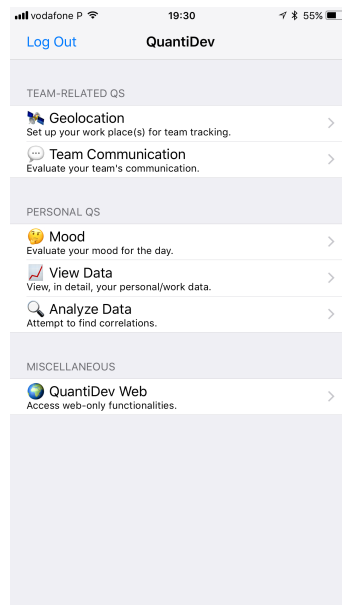 vodafone P 19:30 55%
Log Out QuantiDev
TEAM-RELATED QS
Geolocation
Set up your work place(s) for team tracking.
Team Communication
Evaluate your team's communication.
PERSONAL QS
Mood
Evaluate your mood for the day.
View Data
View, in detail, your personal/work data.
Analyze Data
Attempt to find correlations.
MISCELLANEOUS
QuantiDev Web
Access web-only functionalities.